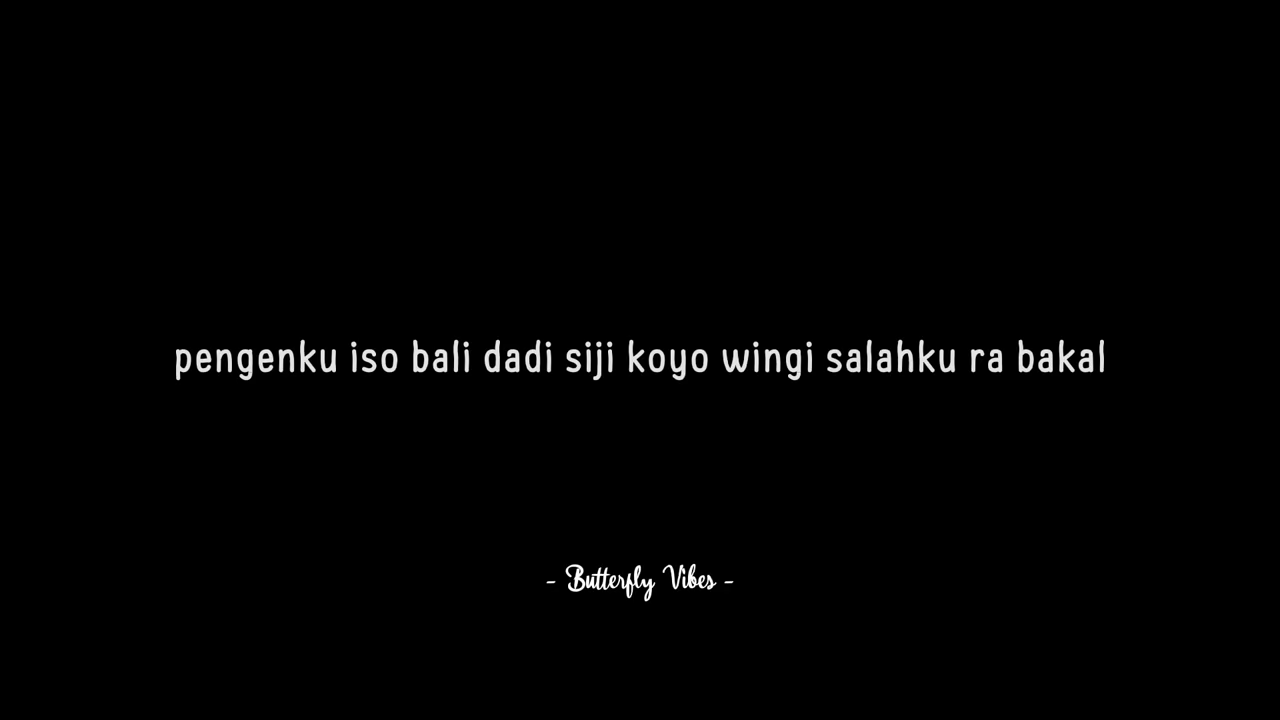 pengenku iso bali dadi siji koyo wingi salahku ra bakal
- Butterfly Vibes -